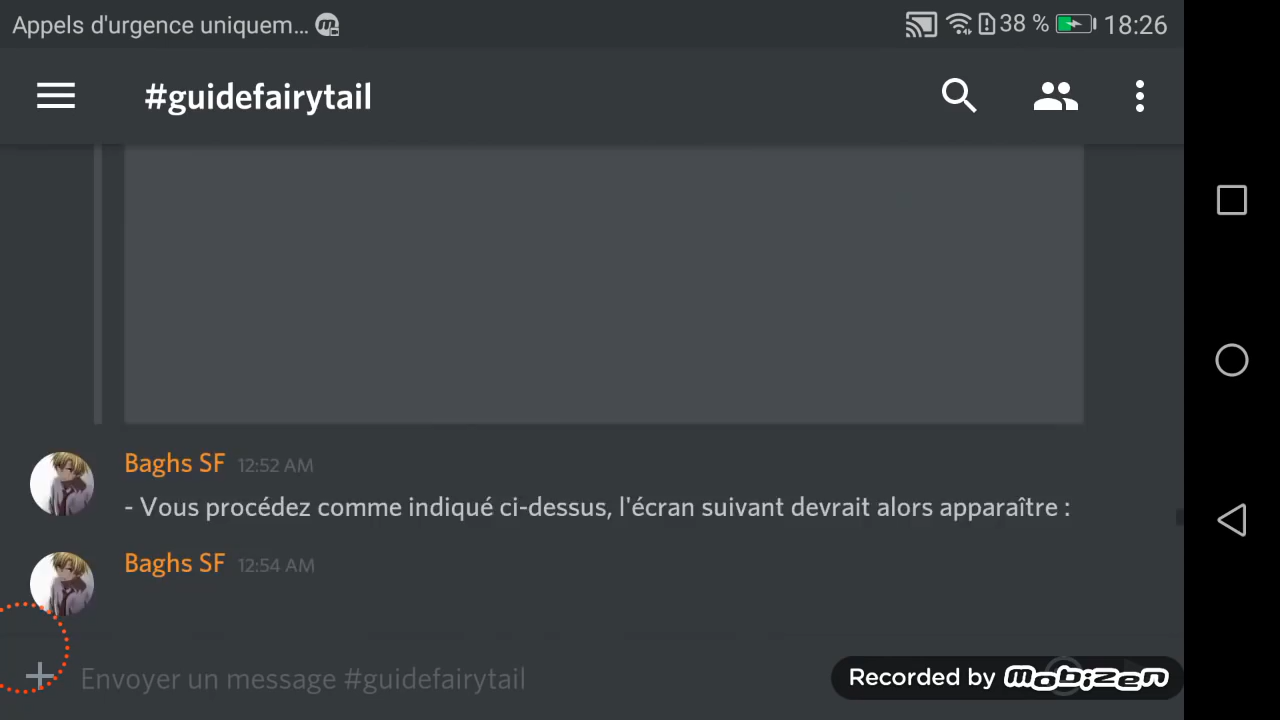 Appels d'urgence uniquem... 38 % 18:26
#guidefairytail
Baghs SF 12:52 AM
- Vous procédez comme indiqué ci-dessus, l'écran suivant devrait alors apparaître :
Baghs SF 12:54 AM
Envoyer un message #guidefairytail
Recorded by mobizen